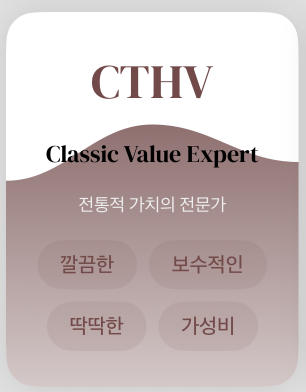 CTHV
Classic Value Expert
전통적 가치의 전문가
깔끔한 보수적인
딱딱한 가성비